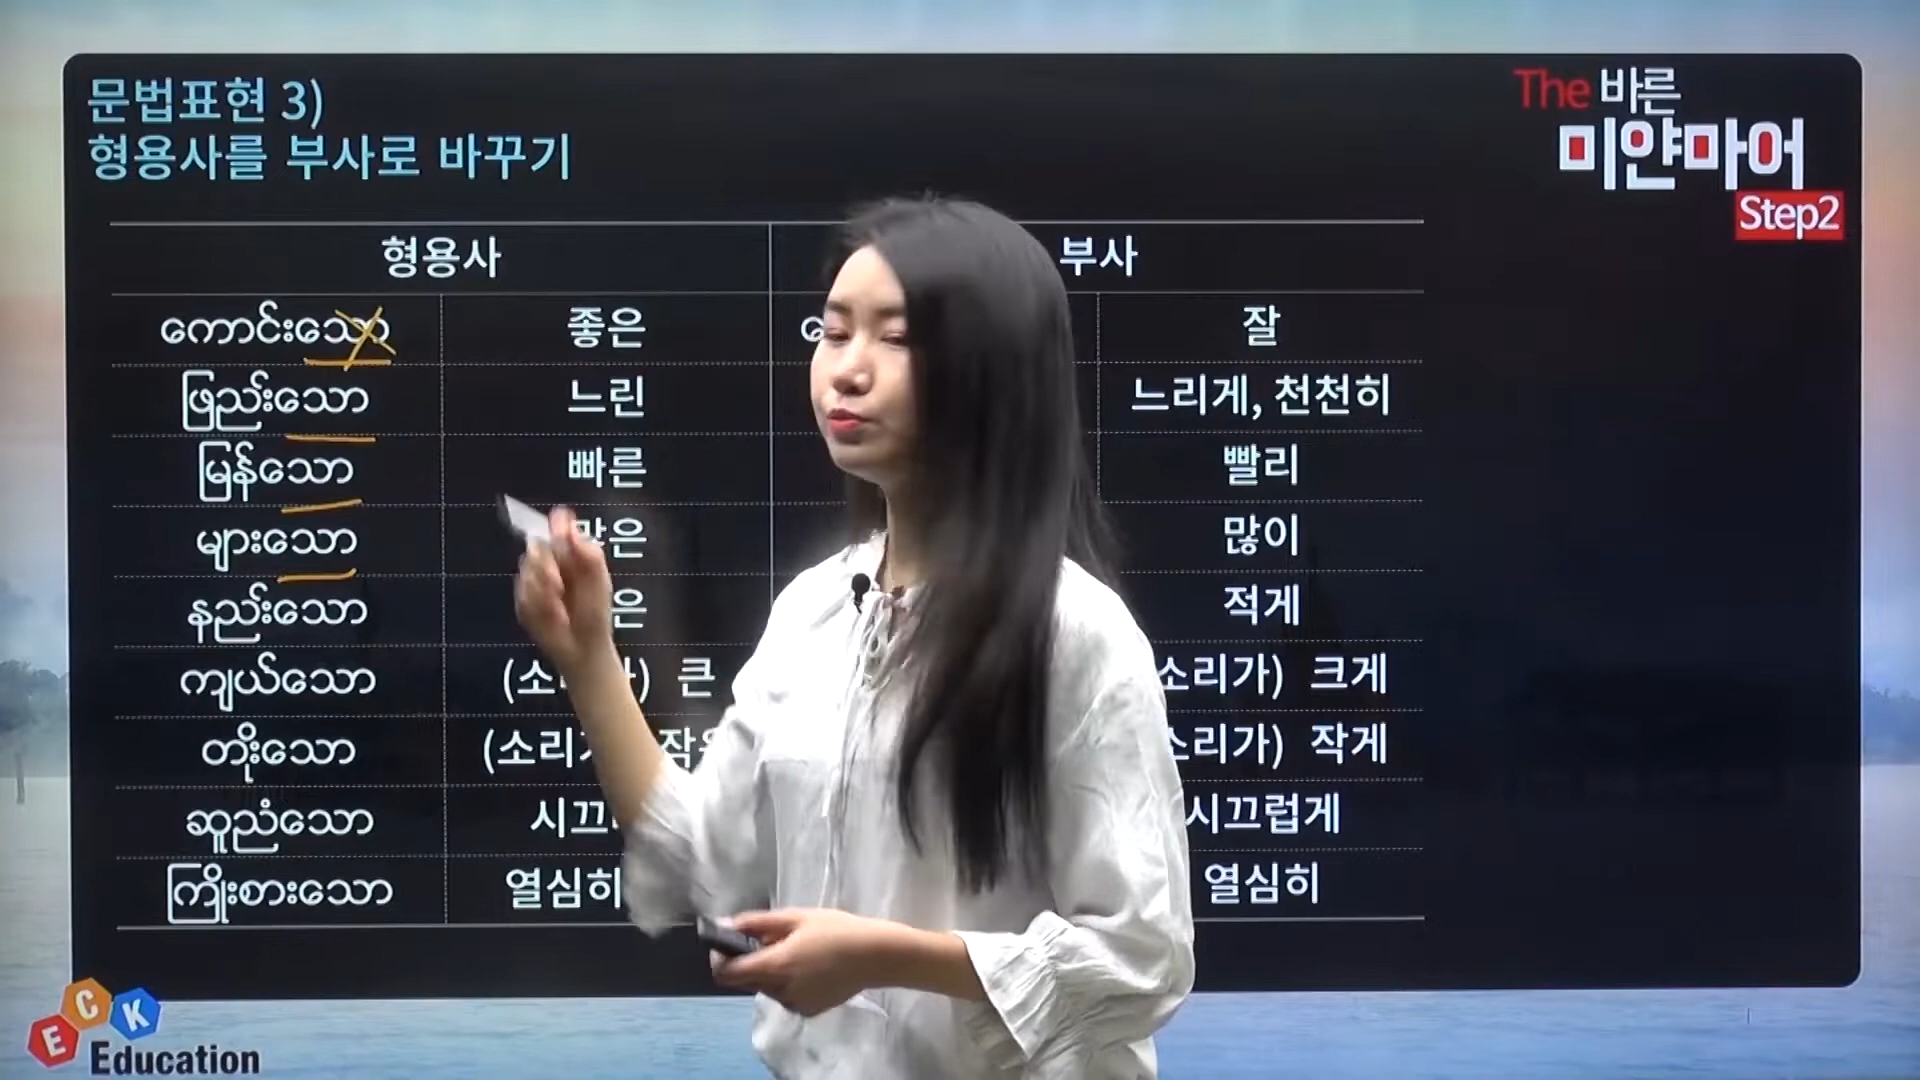 문법표현 3)
형용사를 부사로 바꾸기
The 바른
미얀마어
Step2
형용사 부사
ကောင်းသော 좋은 잘
ဖြည်းသော 느린 느리게, 천천히
မြန်သော 빠른 빨리
များသော 많은 많이
နည်းသော 은 적게
ကျယ်သော 큰 (소리가) 크게
တိုးသော (소리가) 작게
ဆူညံသော 시끄럽게
ကြိုးစားသော 열심히 열심히
ECK
Education